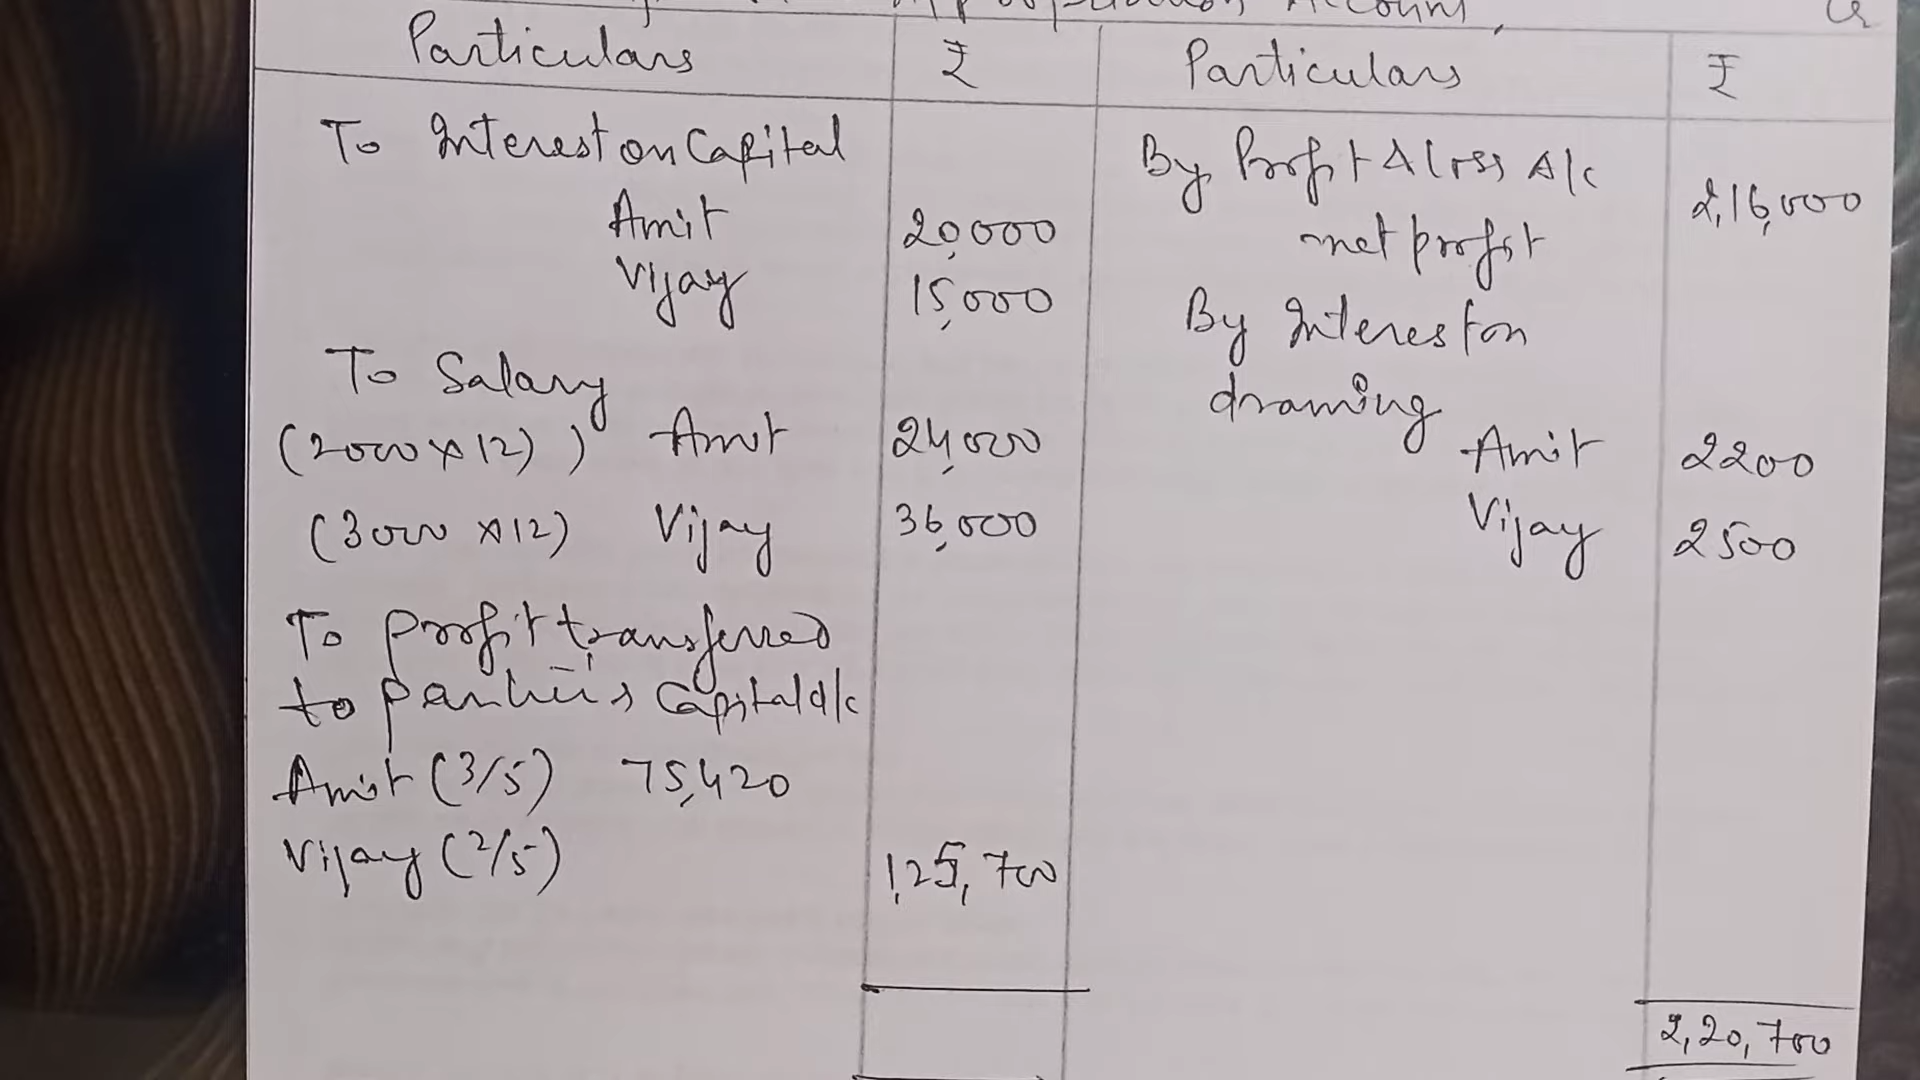 Account Cr
Particulars ₹ Particulars ₹
To Interest on Capital
Amit 20,000
Vijay 15,000
To Salary
(2000 × 12) ) Amit 24,000
(3000 × 12) Vijay 36,000
To profit transferred
to partners Capital A/c
Amit (3/5) 75,420
Vijay (2/5) 1,25,700
By Profit & Loss A/c 2,16,000
net profit
By Interest on
drawing
Amit 2200
Vijay 2500
2,20,700